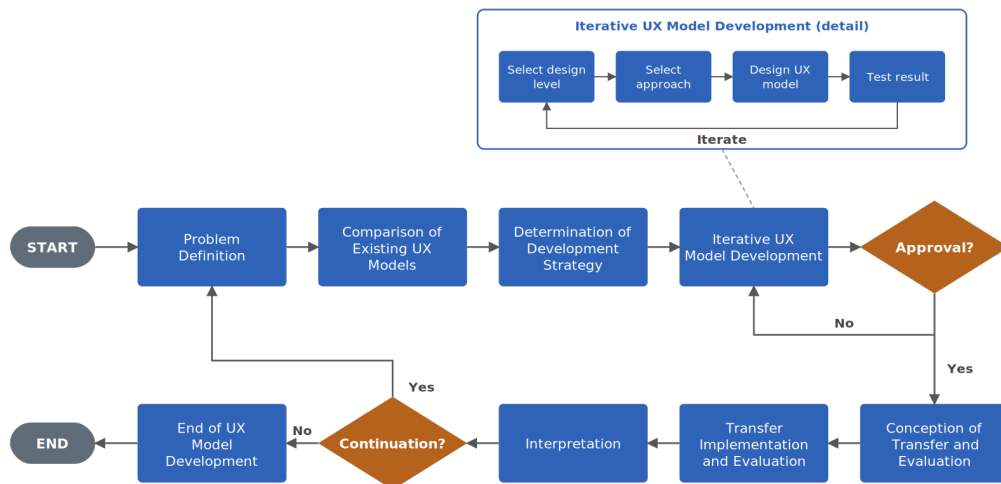 Iterative UX Model Development (detail)
Select design
level
Select
approach
Design UX
model
Test result
Iterate
START
Problem
Definition
Comparison of
Existing UX
Models
Determination of
Development
Strategy
Iterative UX
Model Development
Approval?
No
Yes
Yes
END
End of UX
Model
Development
No
Continuation?
Interpretation
Transfer
Implementation
and Evaluation
Conception of
Transfer and
Evaluation